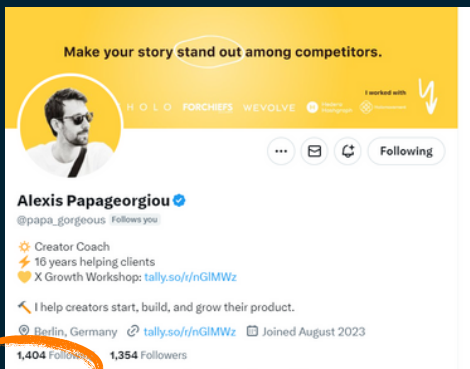 Make your story stand out among competitors.
I worked with
HOLO FORCHIEFS WEVOLVE
Following
Alexis Papageorgiou
@papa_gorgeous Follows you
Creator Coach
16 years helping clients
X Growth Workshop: tally.so/r/nGlMWz
I help creators start, build, and grow their product.
Berlin, Germany tally.so/r/nGlMWz Joined August 2023
1,404 Following 1,354 Followers